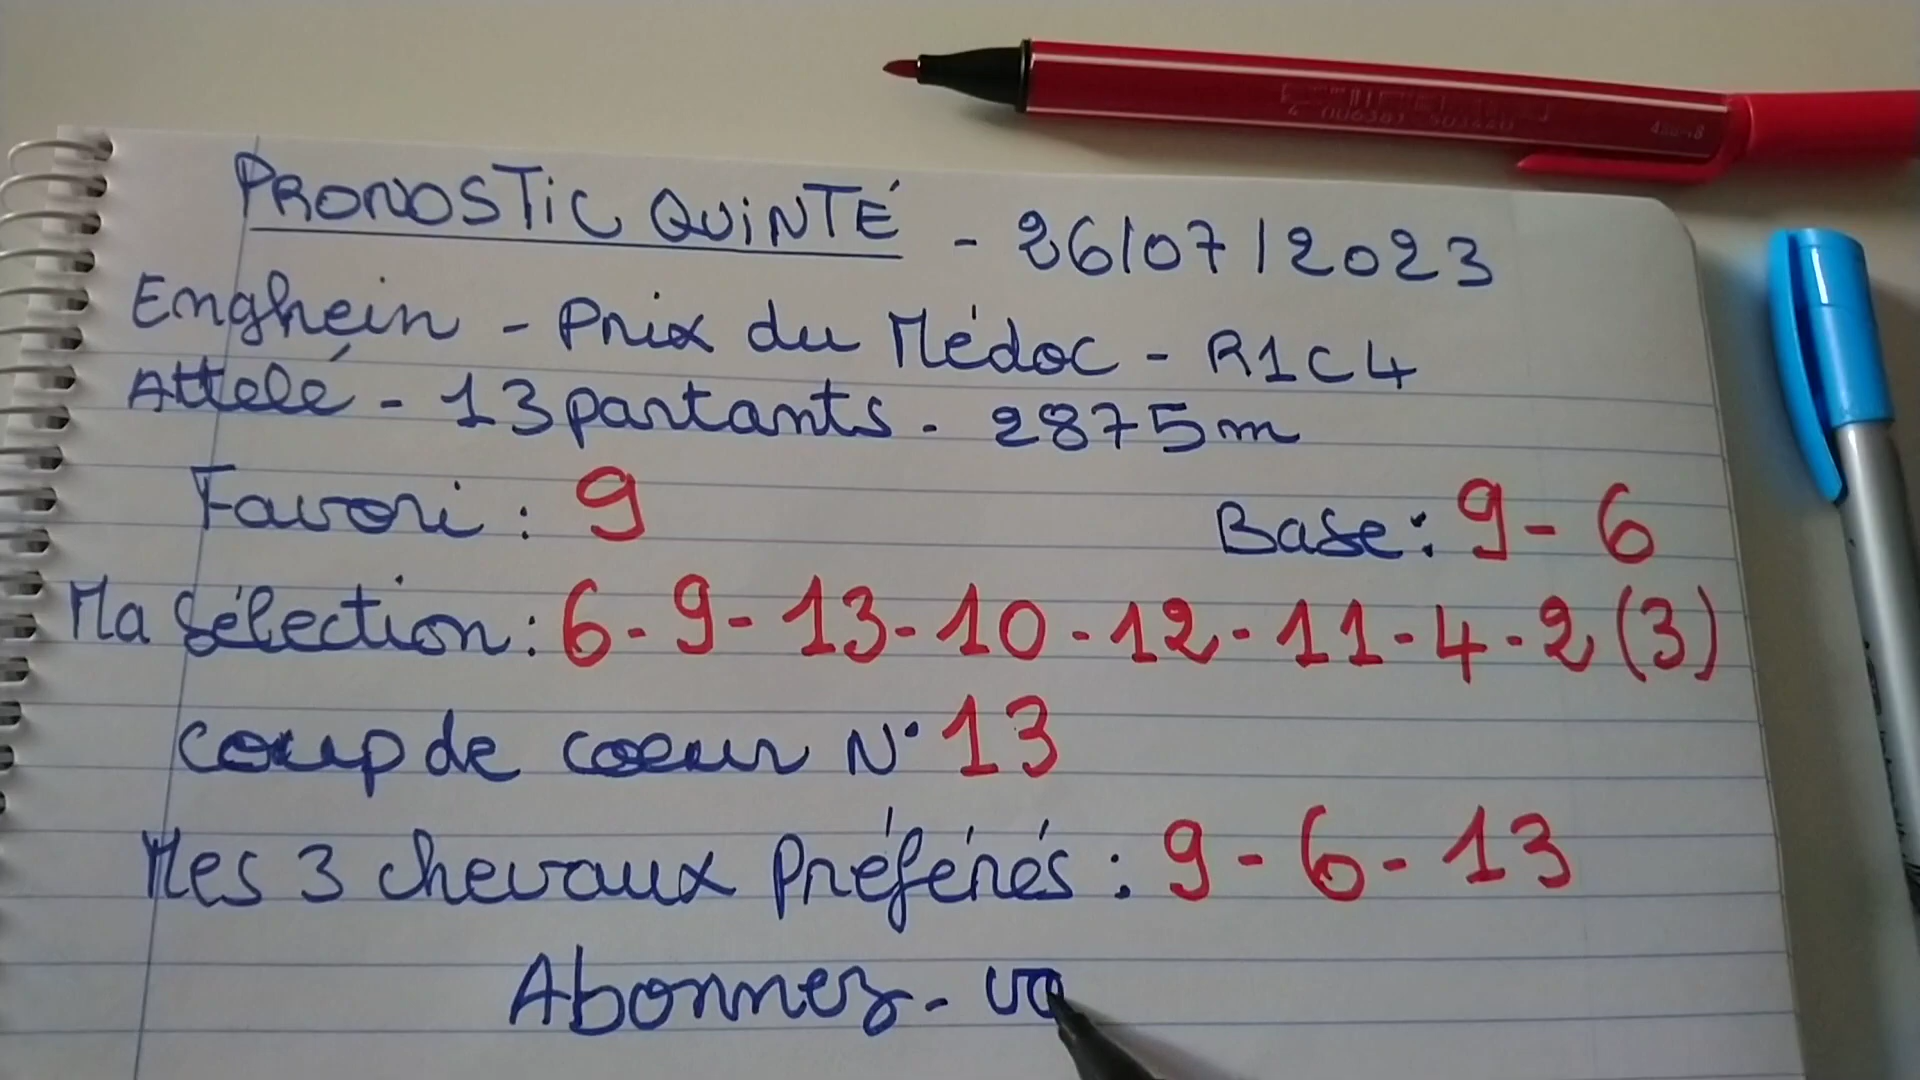 PRONOSTIC QUINTÉ - 26/07/2023
Enghein - Prix du Médoc - R1C4
Attelé - 13 partants - 2875m
Favori : 9 Base : 9 - 6
Ma Sélection : 6 - 9 - 13 - 10 - 12 - 11 - 4 - 2 (3)
Coup de coeur N° 13
Mes 3 chevaux Préférés : 9 - 6 - 13
Abonnez - vo